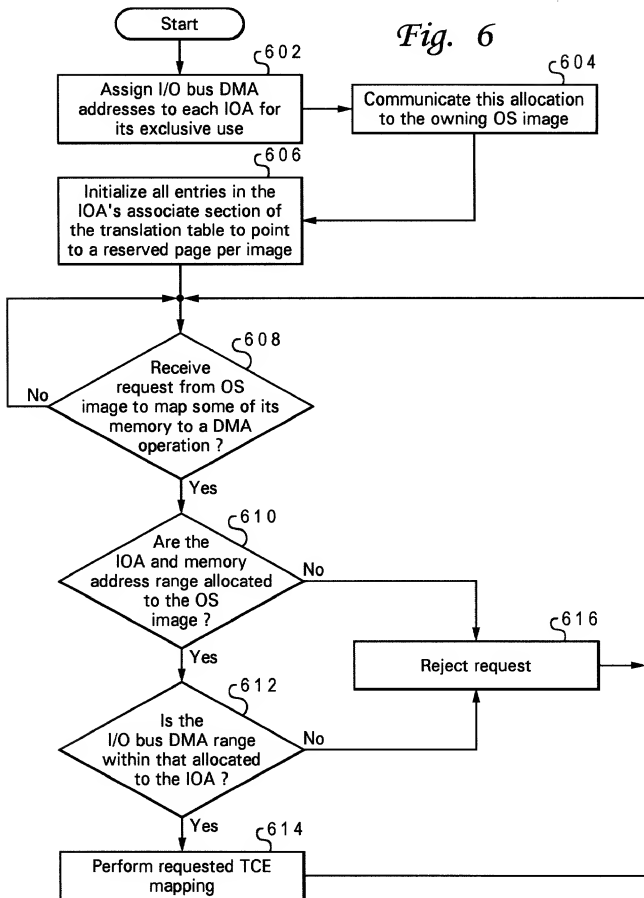 Start
Fig. 6
602
Assign I/O bus DMA
addresses to each IOA for
its exclusive use
604
Communicate this allocation
to the owning OS image
606
Initialize all entries in the
IOA's associate section of
the translation table to point
to a reserved page per image
608
Receive
request from OS
image to map some of its
memory to a DMA
operation ?
No
Yes
610
Are the
IOA and memory
address range allocated
to the OS
image ?
No
Yes
616
Reject request
612
Is the
I/O bus DMA range
within that allocated
to the IOA ?
No
Yes
614
Perform requested TCE
mapping